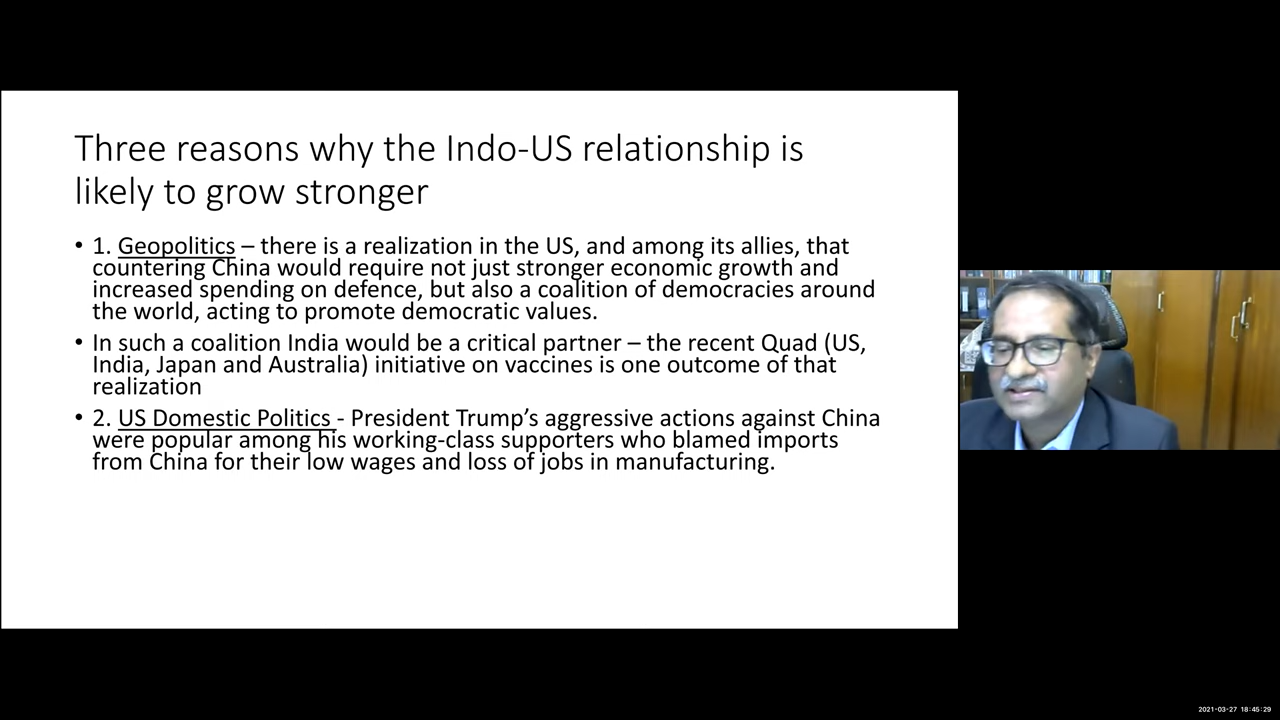 Three reasons why the Indo-US relationship is
likely to grow stronger
• 1. Geopolitics – there is a realization in the US, and among its allies, that
countering China would require not just stronger economic growth and
increased spending on defence, but also a coalition of democracies around
the world, acting to promote democratic values.
• In such a coalition India would be a critical partner – the recent Quad (US,
India, Japan and Australia) initiative on vaccines is one outcome of that
realization
• 2. US Domestic Politics - President Trump’s aggressive actions against China
were popular among his working-class supporters who blamed imports
from China for their low wages and loss of jobs in manufacturing.
2021-03-27 18:45:29